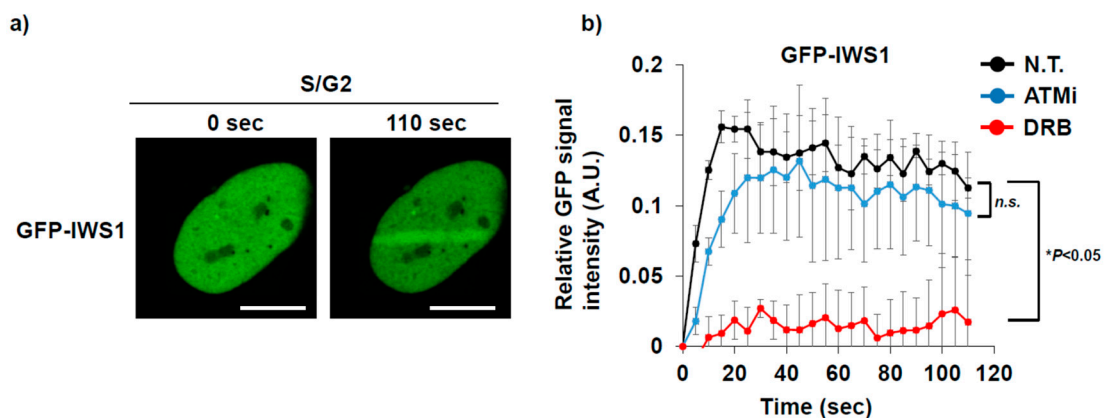 a)
S/G2
0 sec
110 sec
GFP-IWS1
b)
GFP-IWS1
N.T.
ATMi
DRB
Relative GFP signal
intensity (A.U.)
0.2
0.15
0.1
0.05
0
n.s.
*P<0.05
0 20 40 60 80 100 120
Time (sec)